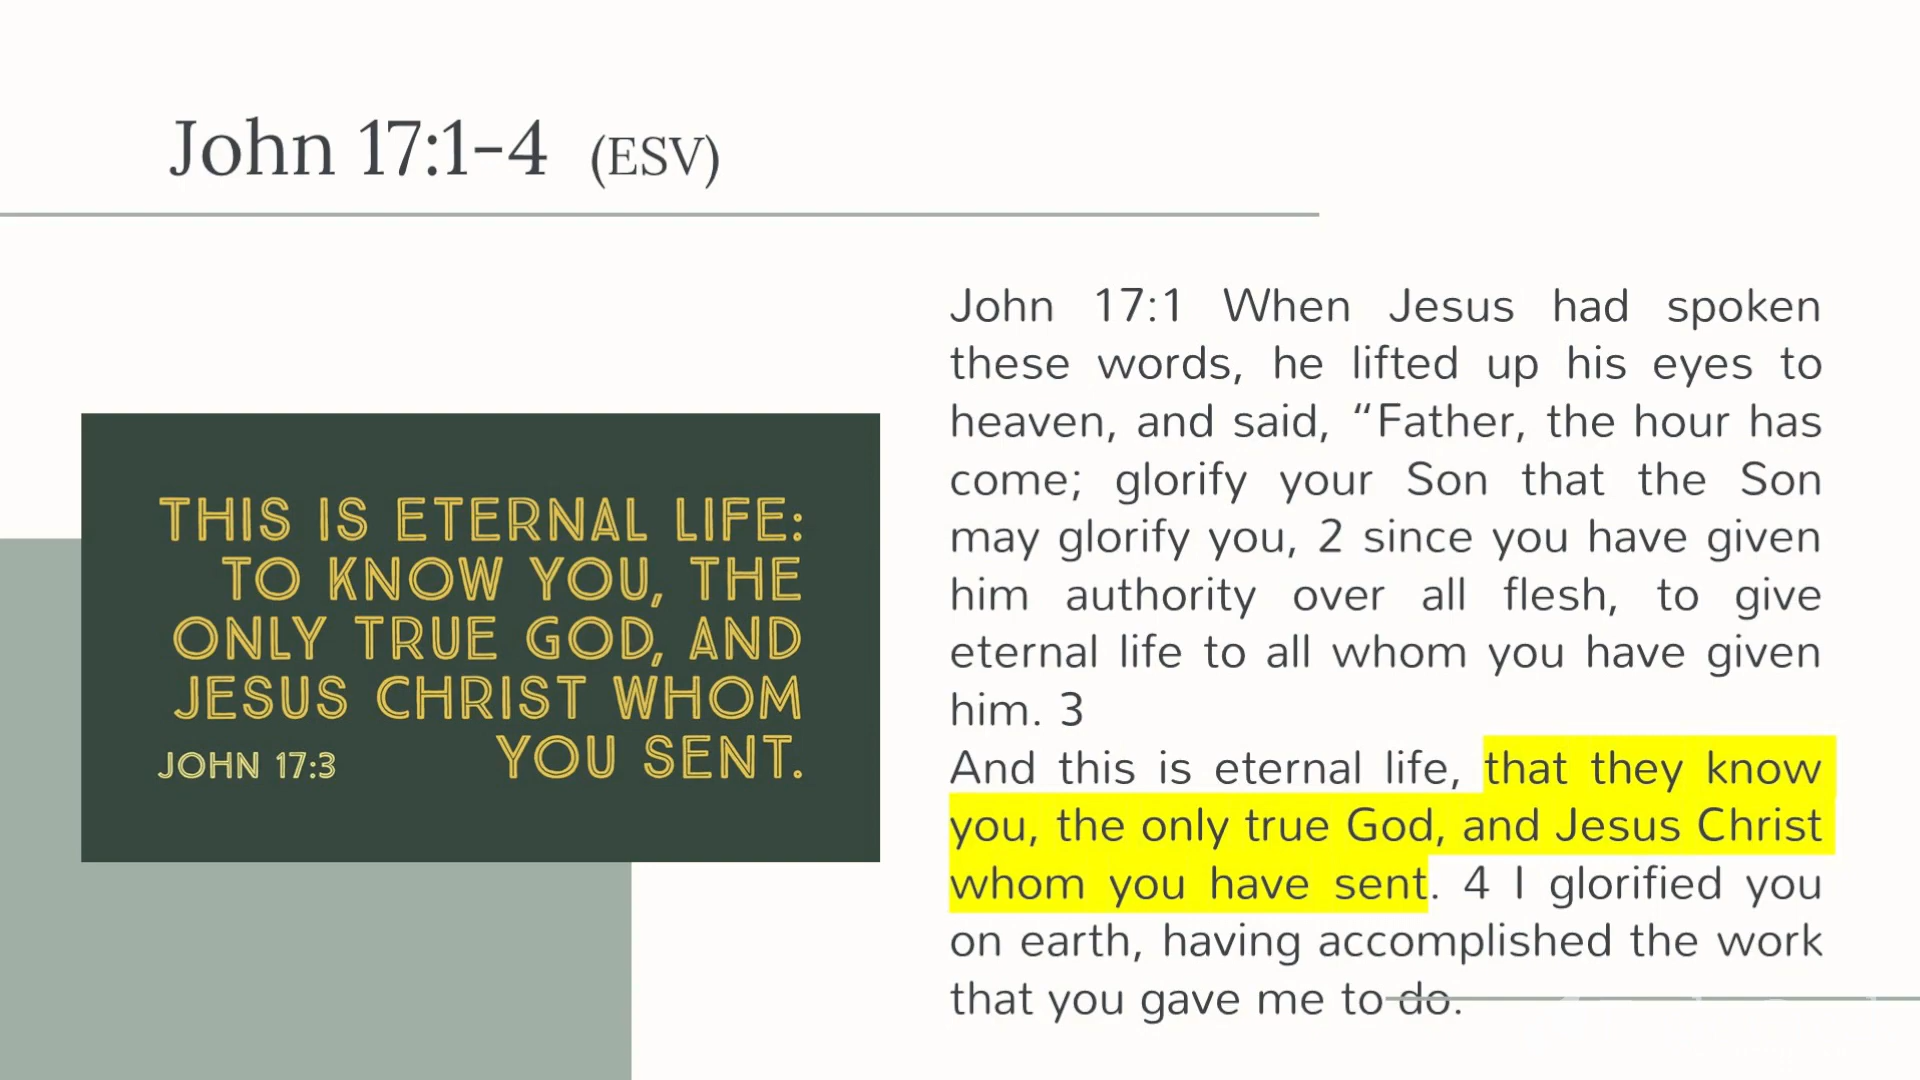 John 17:1-4 (ESV)
THIS IS ETERNAL LIFE:
TO KNOW YOU, THE
ONLY TRUE GOD, AND
JESUS CHRIST WHOM
YOU SENT.
JOHN 17:3
John 17:1 When Jesus had spoken
these words, he lifted up his eyes to
heaven, and said, “Father, the hour has
come; glorify your Son that the Son
may glorify you, 2 since you have given
him authority over all flesh, to give
eternal life to all whom you have given
him. 3
And this is eternal life, that they know
you, the only true God, and Jesus Christ
whom you have sent. 4 I glorified you
on earth, having accomplished the work
that you gave me to do.